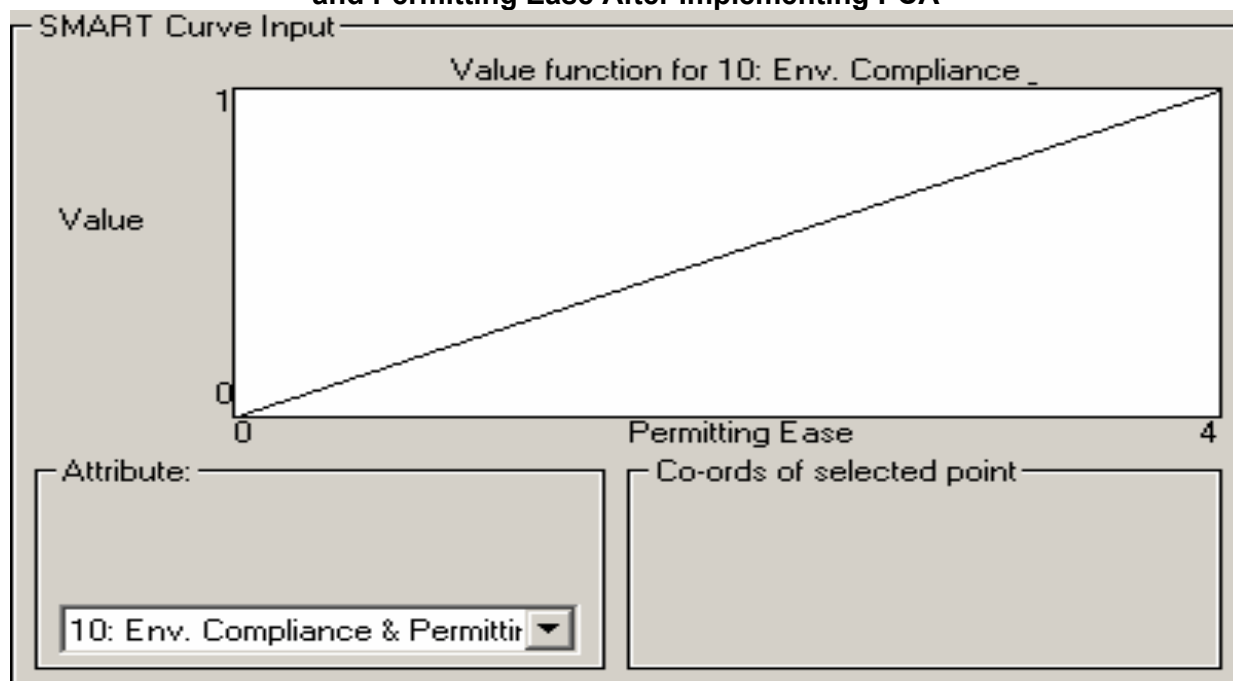 and Permitting Ease After Implementing PCA
SMART Curve Input
Value function for 10: Env. Compliance _
1
Value
0
0 Permitting Ease 4
Attribute:
Co-ords of selected point
10: Env. Compliance & Permittin